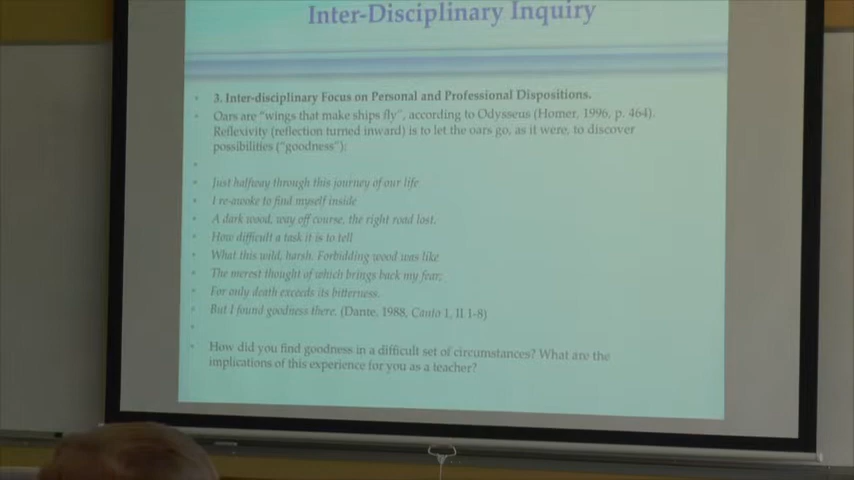 Inter-Disciplinary Inquiry
3. Inter-disciplinary Focus on Personal and Professional Dispositions.
Oars are "wings that make ships fly", according to Odysseus (Homer, 1996, p. 464).
Reflexivity (reflection turned inward) is to let the oars go, as it were, to discover
possibilities ("goodness"):
Just halfway through this journey of our life
I re-awoke to find myself inside
A dark wood, way off course, the right road lost.
How difficult a task it is to tell
What this wild, harsh. Forbidding wood was like
The merest thought of which brings back my fear;
For only death exceeds its bitterness.
But I found goodness there. (Dante, 1988, Canto 1, II 1-8)
How did you find goodness in a difficult set of circumstances? What are the
implications of this experience for you as a teacher?